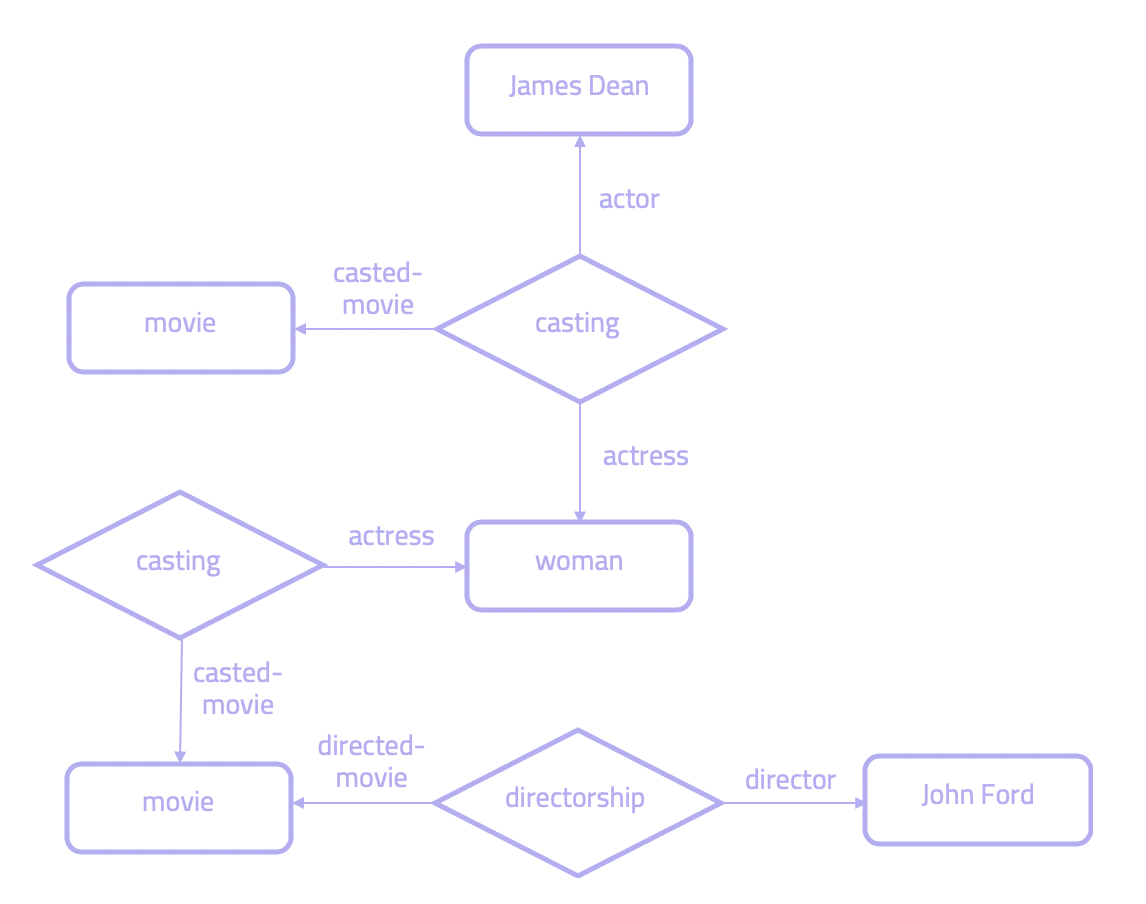 James Dean
actor
casted-
movie
movie
casting
actress
casting
actress
woman
casted-
movie
directed-
movie
movie
directorship
director
John Ford